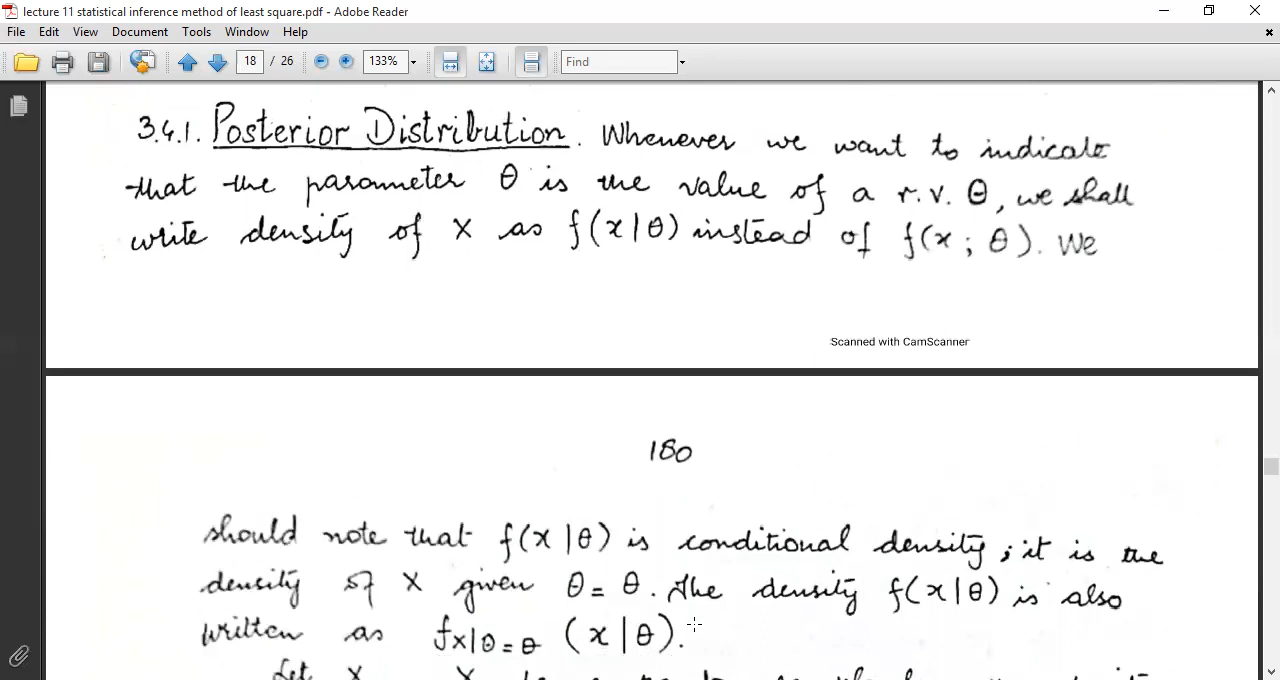 lecture 11 statistical inference method of least square.pdf - Adobe Reader
File Edit View Document Tools Window Help
18 / 26 133% Find
3.4.1. Posterior Distribution. Whenever we want to indicate
that the parameter θ is the value of a r.v. Θ, we shall
write density of X as f(x|θ) instead of f(x; θ). We
Scanned with CamScanner
180
should note that f(x|θ) is conditional density; it is the
density of X given Θ = θ. The density f(x|θ) is also
written as fX|Θ=θ (x|θ).
Let X